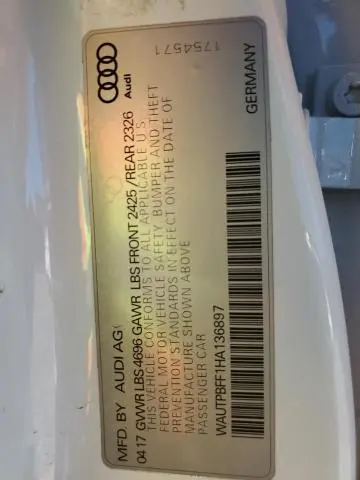 Audi
1754571
MFD. BY AUDI AG
04 17 GVWR LBS 4696 GAWR LBS FRONT 2425 / REAR 2326
THIS VEHICLE CONFORMS TO ALL APPLICABLE U.S.
FEDERAL MOTOR VEHICLE SAFETY, BUMPER AND THEFT
PREVENTION STANDARDS IN EFFECT ON THE DATE OF
MANUFACTURE SHOWN ABOVE
PASSENGER CAR
WAUTPBFF1HA136897
GERMANY